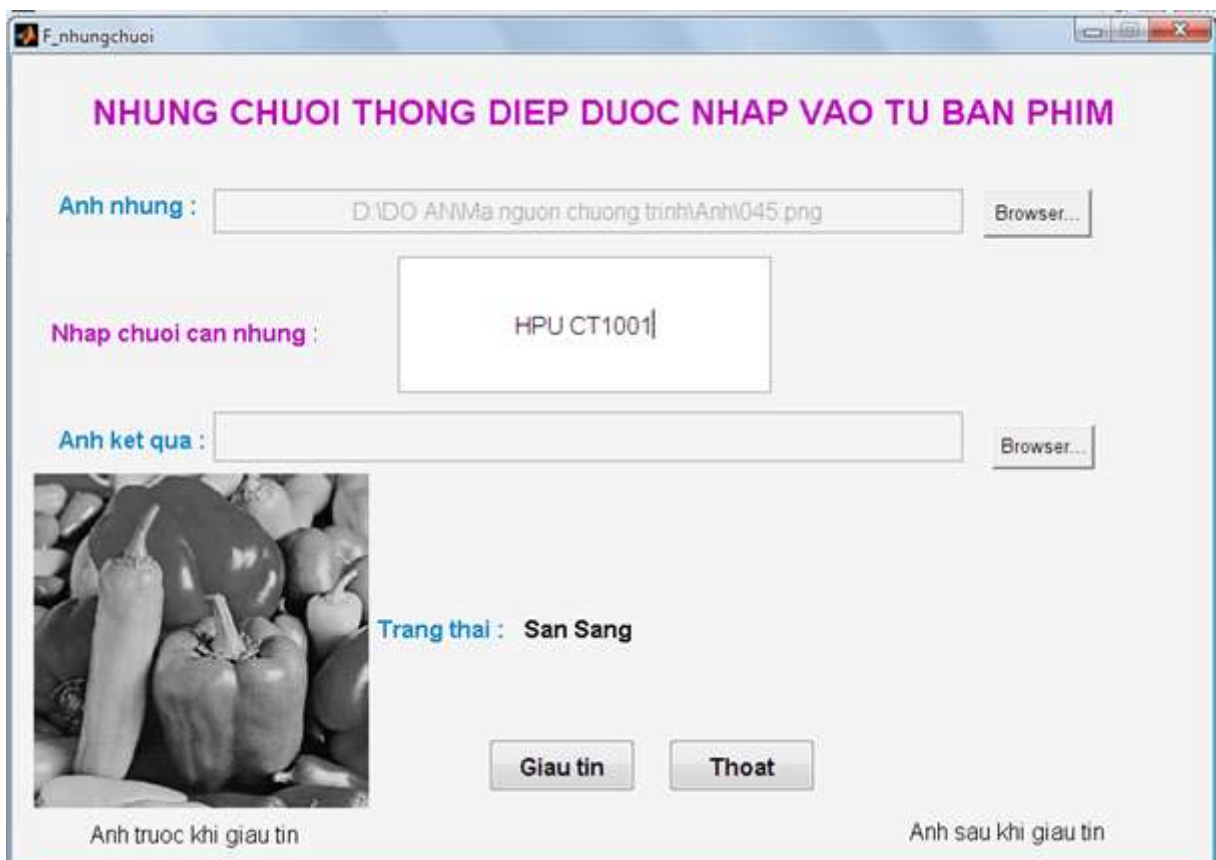 F_nhungchuoi
NHUNG CHUOI THONG DIEP DUOC NHAP VAO TU BAN PHIM
Anh nhung : D:\DO AN\Ma nguon chuong trinh\Anh\045.png Browser...
Nhap chuoi can nhung : HPU CT1001
Anh ket qua : Browser...
Trang thai : San Sang
Giau tin Thoat
Anh truoc khi giau tin Anh sau khi giau tin